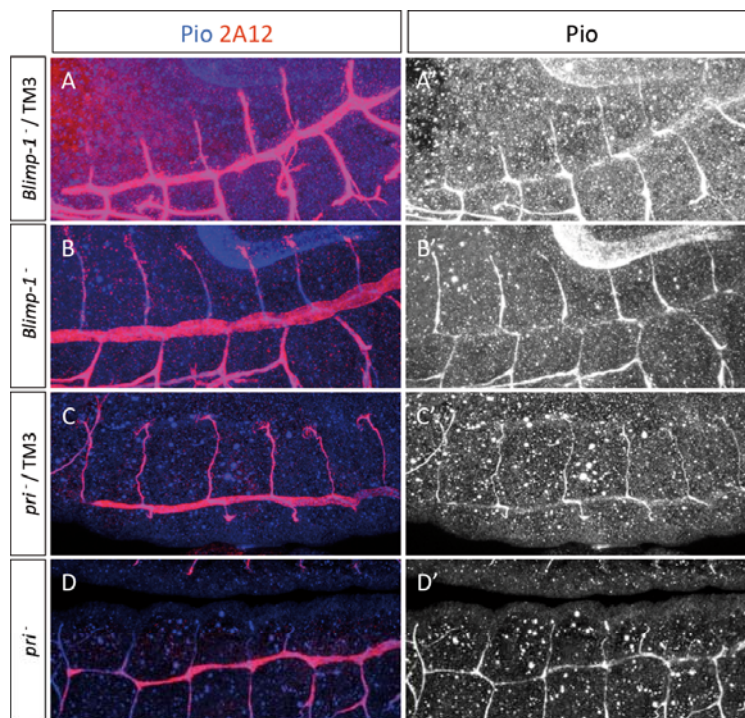 Pio 2A12
Pio
Blimp-1 - / TM3
A
A'
Blimp-1 -
B
B'
pri - / TM3
C
C'
pri -
D
D'